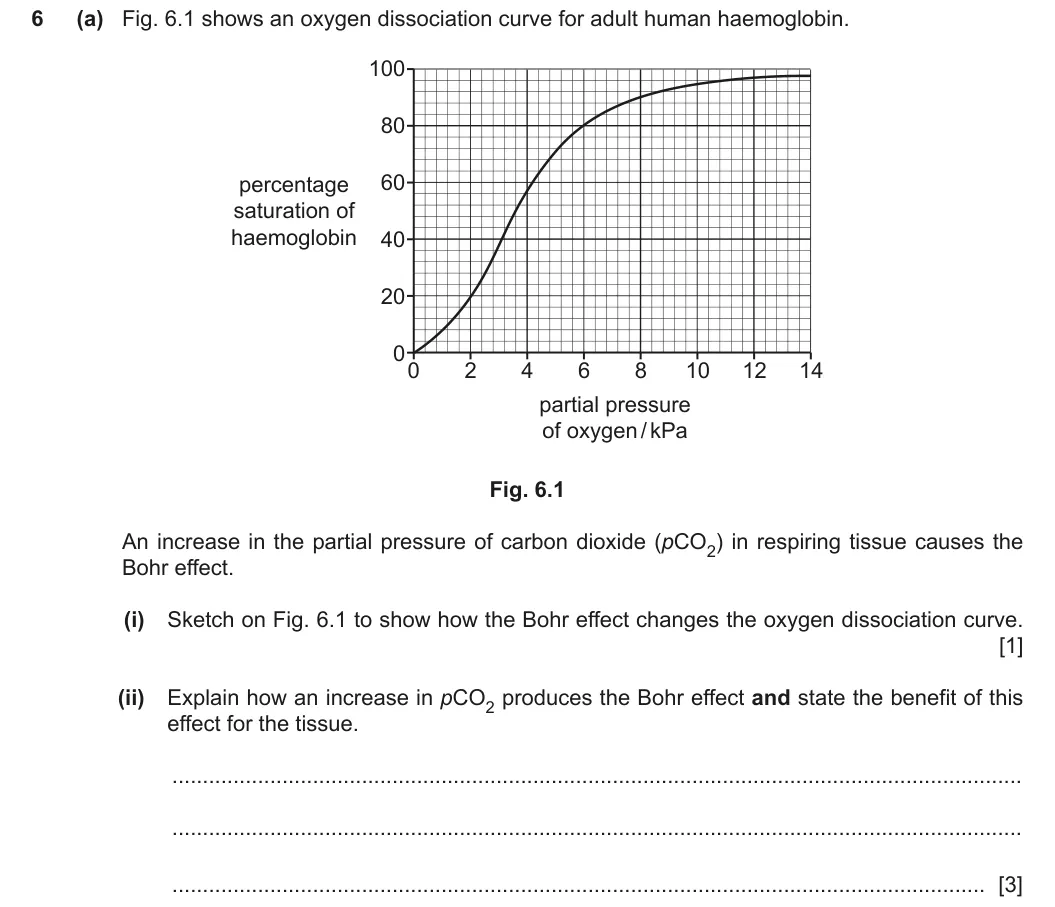 6 (a) Fig. 6.1 shows an oxygen dissociation curve for adult human haemoglobin.
100
80
percentage
saturation of
haemoglobin
60
40
20
0
0 2 4 6 8 10 12 14
partial pressure
of oxygen / kPa
Fig. 6.1
An increase in the partial pressure of carbon dioxide (pCO₂) in respiring tissue causes the
Bohr effect.
(i) Sketch on Fig. 6.1 to show how the Bohr effect changes the oxygen dissociation curve.
[1]
(ii) Explain how an increase in pCO₂ produces the Bohr effect and state the benefit of this
effect for the tissue.
..........................................................................................................................................
..........................................................................................................................................
.................................................................................................................................... [3]